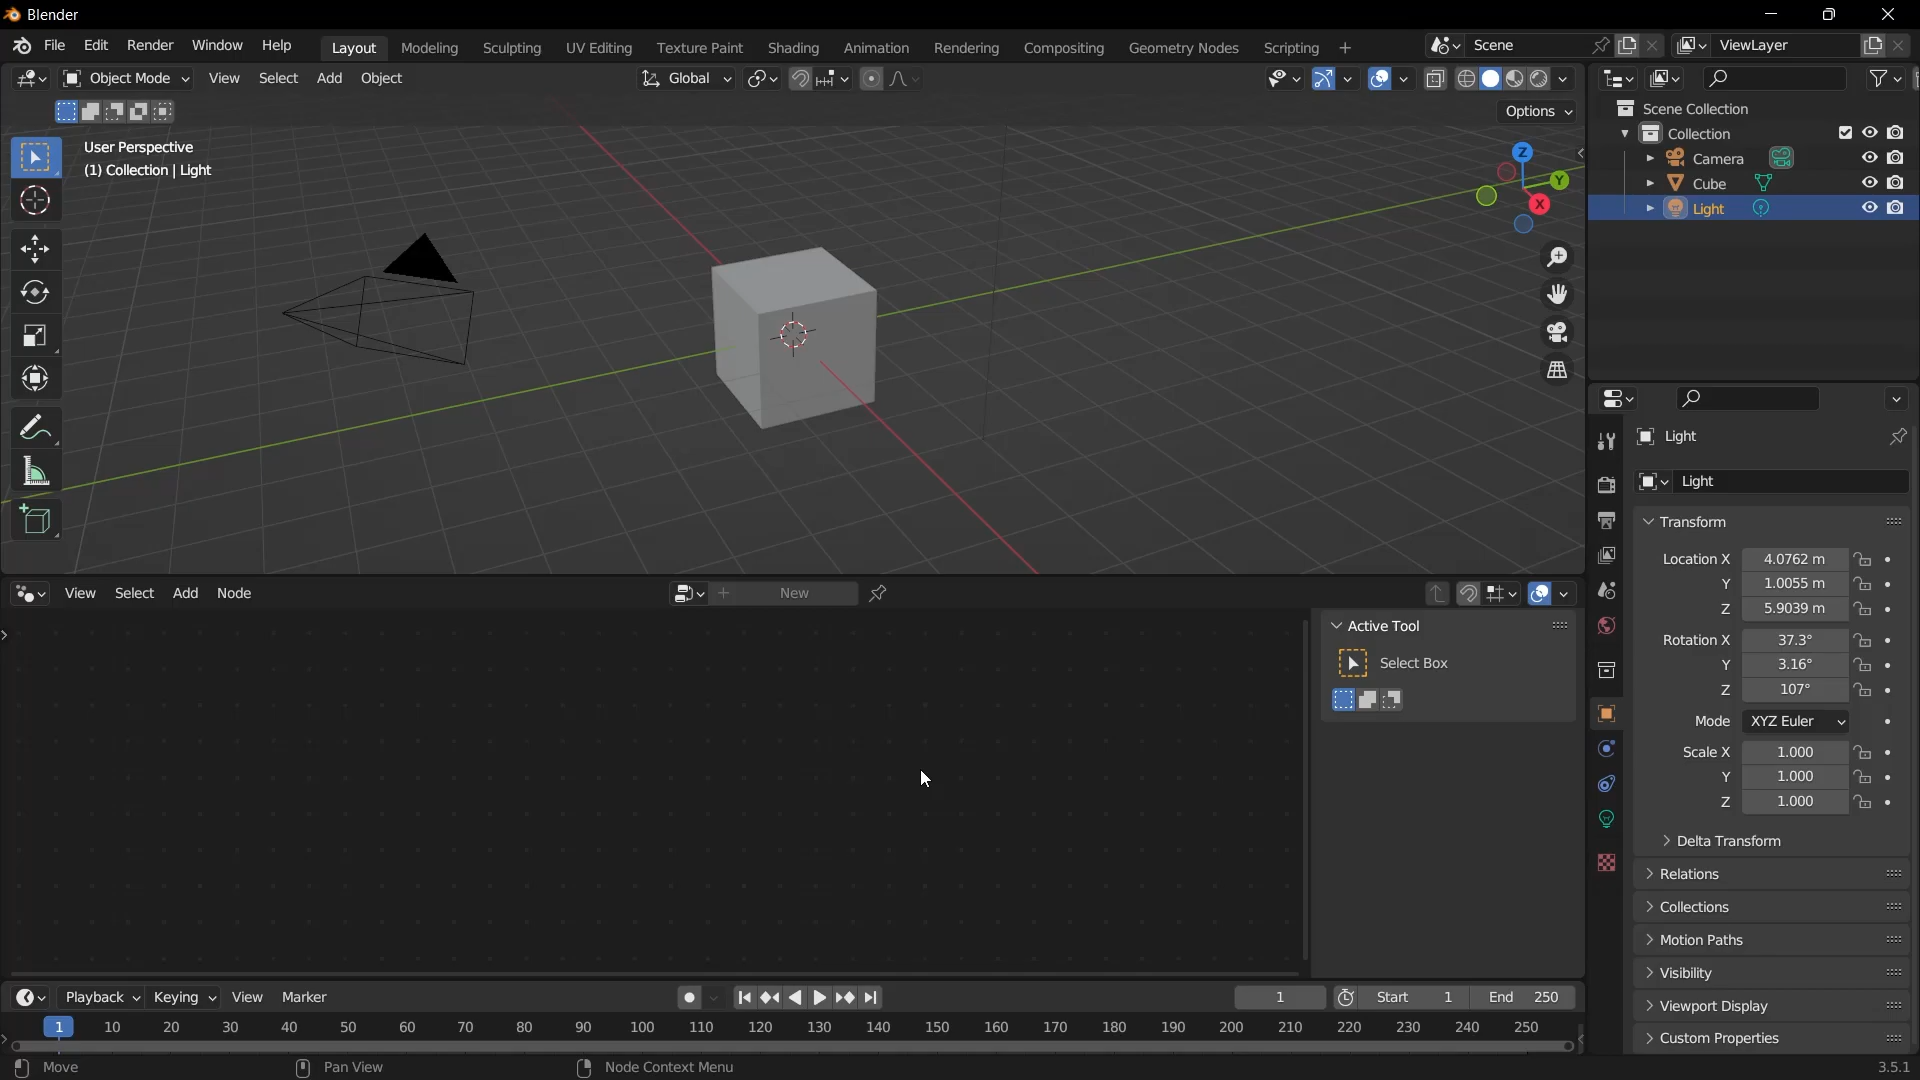 Blender
File Edit Render Window Help Layout Modeling Sculpting UV Editing Texture Paint Shading Animation Rendering Compositing Geometry Nodes Scripting + Scene ViewLayer
Object Mode View Select Add Object Global
Options
User Perspective
(1) Collection | Light
Z
Y
X
Scene Collection
Collection
Camera
Cube
Light
Light
Light
Transform
Location X 4.0762 m
Y 1.0055 m
Z 5.9039 m
Rotation X 37.3°
Y 3.16°
Z 107°
Mode XYZ Euler
Scale X 1.000
Y 1.000
Z 1.000
Delta Transform
Relations
Collections
Motion Paths
Visibility
Viewport Display
Custom Properties
View Select Add Node New
Active Tool
Select Box
Playback Keying View Marker 1 Start 1 End 250
1 10 20 30 40 50 60 70 80 90 100 110 120 130 140 150 160 170 180 190 200 210 220 230 240 250
Move Pan View Node Context Menu 3.5.1